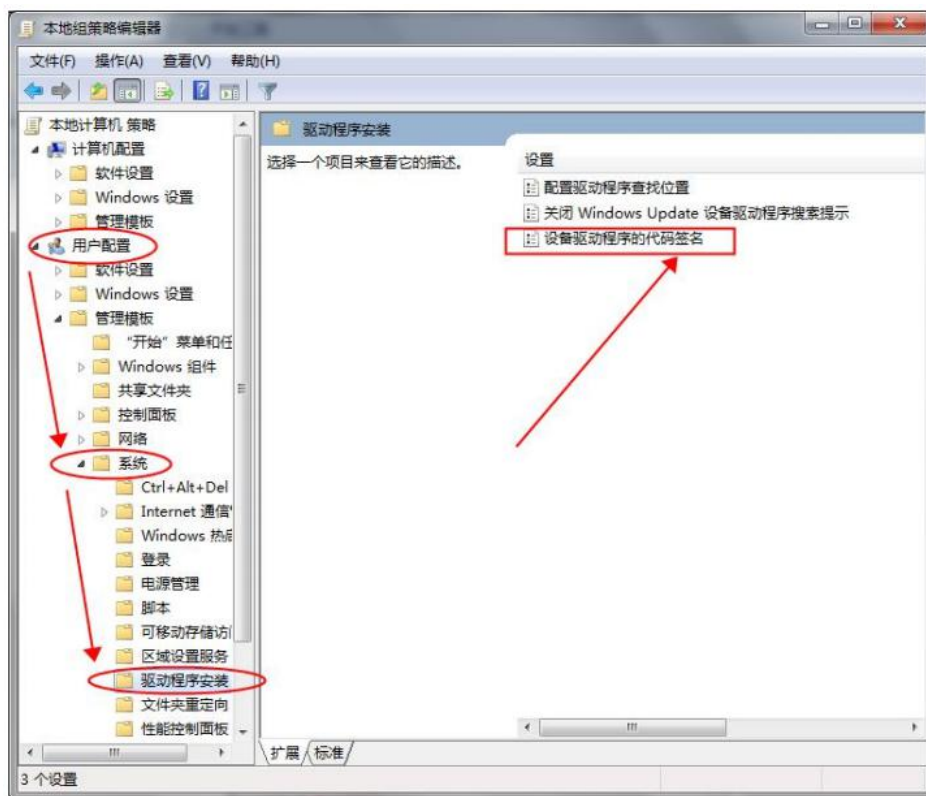 本地组策略编辑器
文件(F) 操作(A) 查看(V) 帮助(H)
本地计算机 策略
计算机配置
软件设置
Windows 设置
管理模板
用户配置
软件设置
Windows 设置
管理模板
"开始" 菜单和任
Windows 组件
共享文件夹
控制面板
网络
系统
Ctrl+Alt+Del
Internet 通信
Windows 热启
登录
电源管理
脚本
可移动存储访
区域设置服务
驱动程序安装
文件夹重定向
性能控制面板
驱动程序安装
选择一个项目来查看它的描述。
设置
配置驱动程序查找位置
关闭 Windows Update 设备驱动程序搜索提示
设备驱动程序的代码签名
扩展 标准
3 个设置